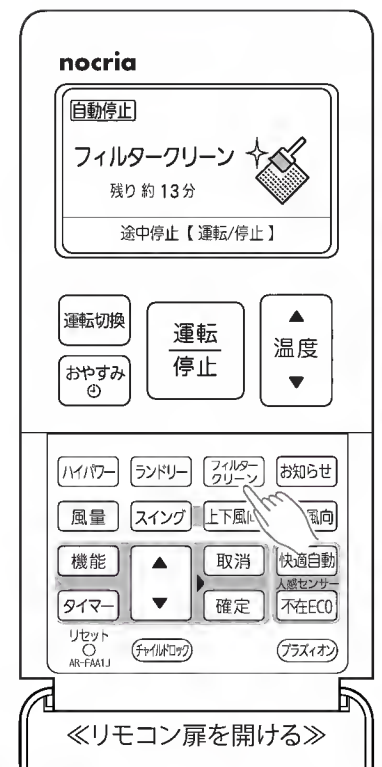 nocria
自動停止
フィルタークリーン
残り 約 13分
途中停止【 運転/停止 】
運転切換
運転
停止
温度
おやすみ
ハイパワー
ランドリー
フィルター
クリーン
お知らせ
風量
スイング
上下風
風向
機能
取消
快適自動
人感センサー
タイマー
確定
不在ECO
リセット
AR-FAA1J
チャイルドロック
プラズィオン
≪リモコン扉を開ける≫